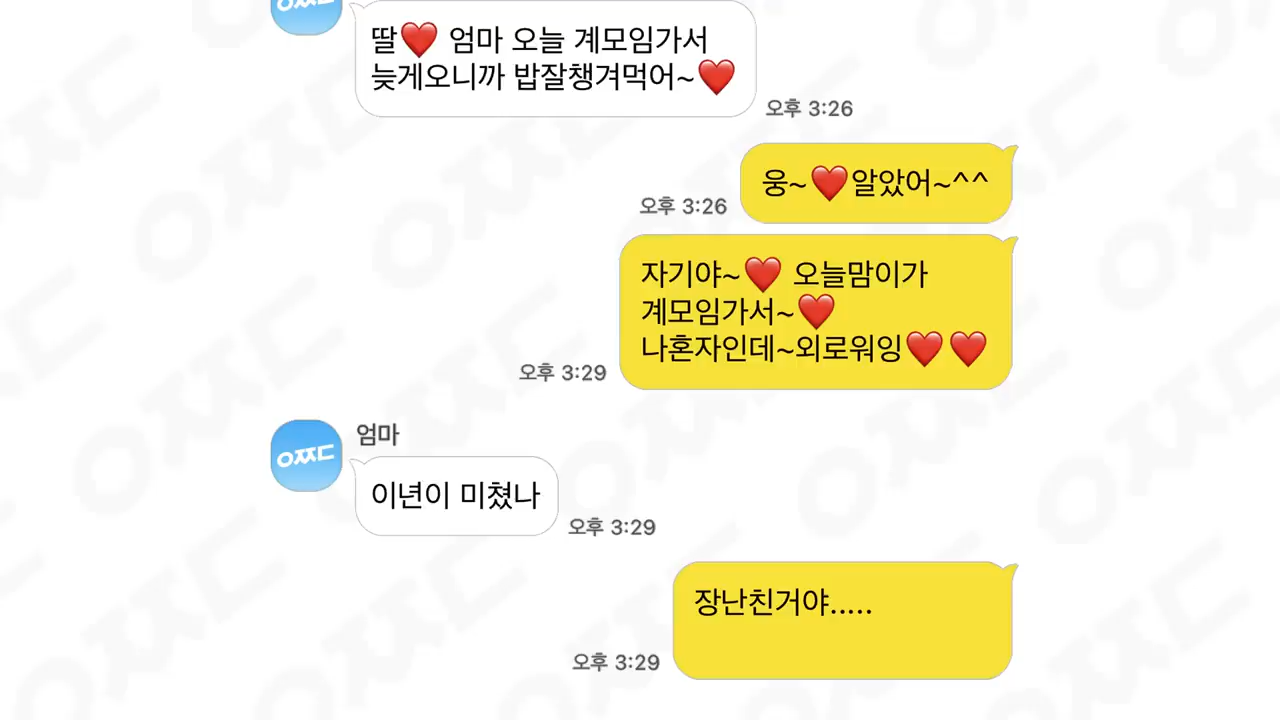 어쩌다
딸❤️ 엄마 오늘 계모임가서
늦게오니까 밥잘챙겨먹어~❤️
오후 3:26
웅~❤️알았어~^^
오후 3:26
자기야~❤️ 오늘맘이가
계모임가서~❤️
나혼자인데~외로워잉❤️❤️
오후 3:29
엄마
ㅇㅉㄷ
이년이 미쳤나
오후 3:29
장난친거야.....
오후 3:29